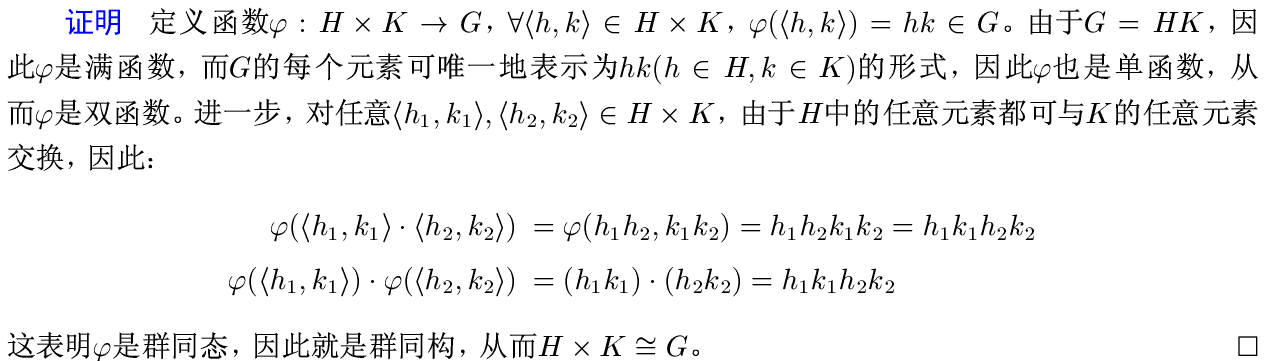 证明 定义函数φ : H × K → G，∀⟨h, k⟩ ∈ H × K，φ(⟨h, k⟩) = hk ∈ G。由于G = HK，因
此φ是满函数，而G的每个元素可唯一地表示为hk(h ∈ H, k ∈ K)的形式，因此φ也是单函数，从
而φ是双函数。进一步，对任意⟨h₁, k₁⟩, ⟨h₂, k₂⟩ ∈ H × K，由于H中的任意元素都可与K的任意元素
交换，因此：
φ(⟨h₁, k₁⟩ · ⟨h₂, k₂⟩) = φ(h₁h₂, k₁k₂) = h₁h₂k₁k₂ = h₁k₁h₂k₂
φ(⟨h₁, k₁⟩) · φ(⟨h₂, k₂⟩) = (h₁k₁) · (h₂k₂) = h₁k₁h₂k₂
这表明φ是群同态，因此就是群同构，从而H × K ≅ G。 □